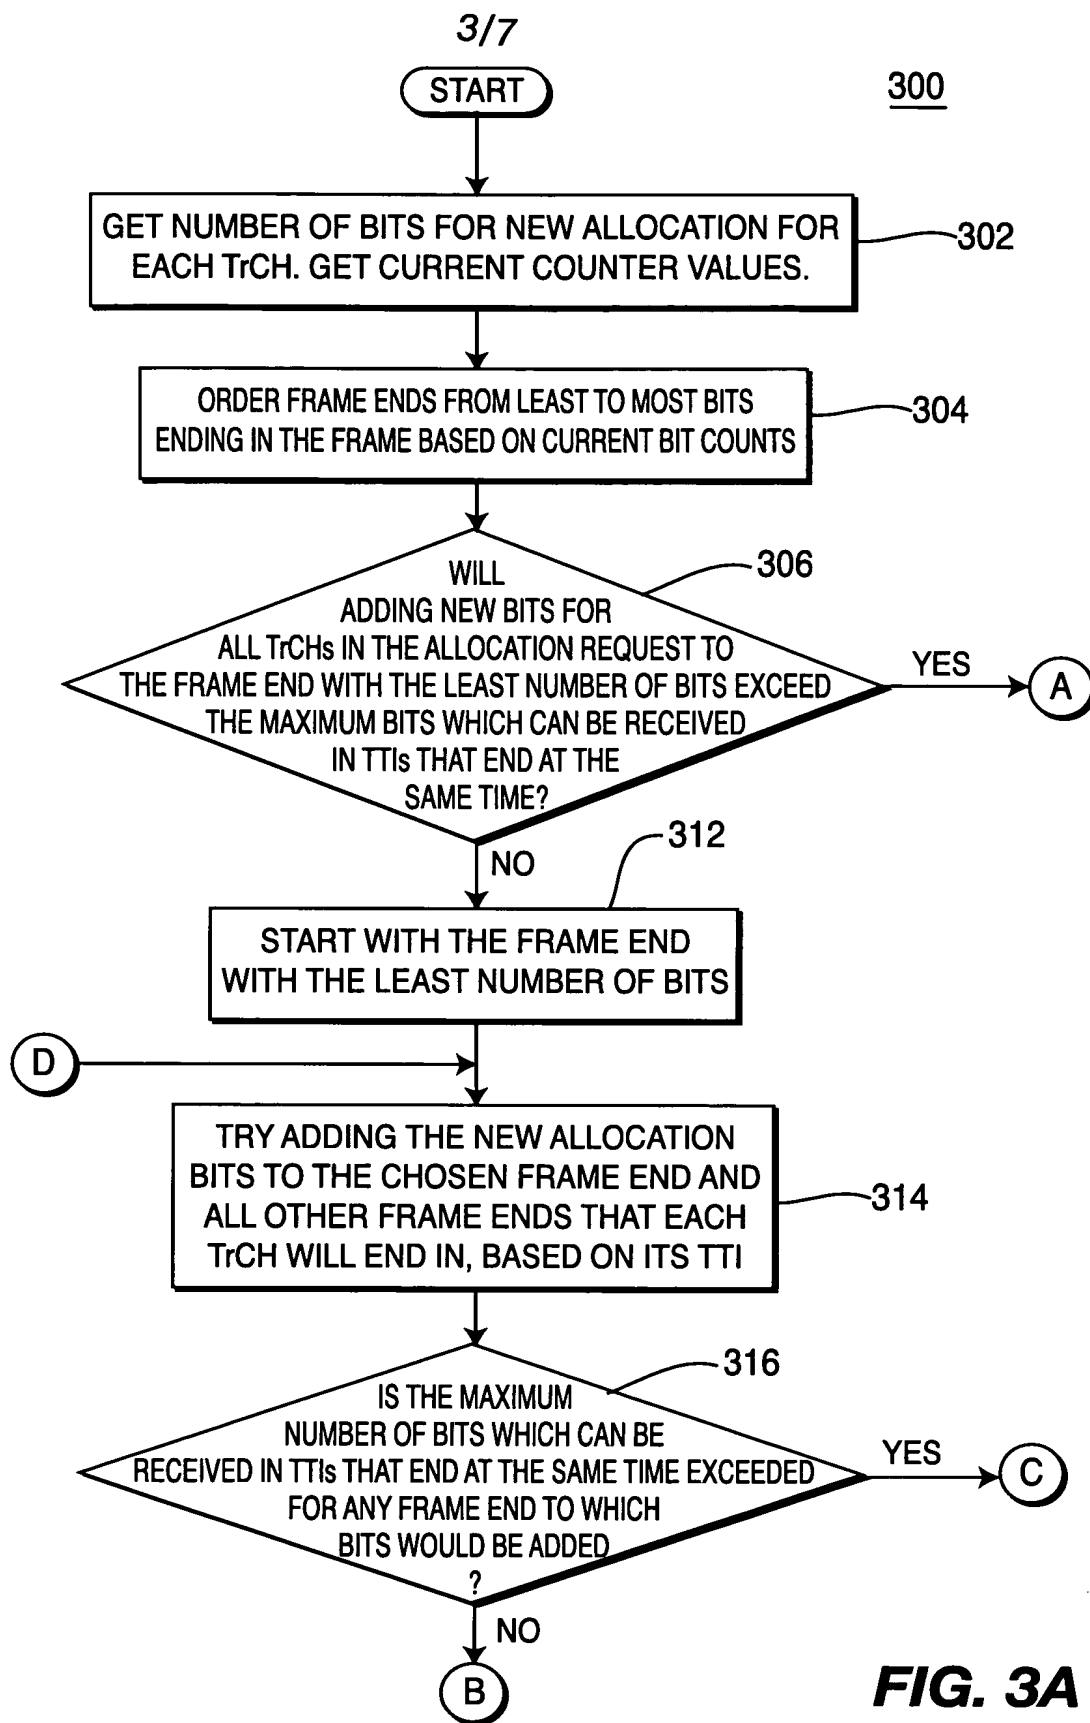 3/7
START
300
GET NUMBER OF BITS FOR NEW ALLOCATION FOR
EACH TrCH. GET CURRENT COUNTER VALUES.
302
ORDER FRAME ENDS FROM LEAST TO MOST BITS
ENDING IN THE FRAME BASED ON CURRENT BIT COUNTS
304
WILL
ADDING NEW BITS FOR
ALL TrCHs IN THE ALLOCATION REQUEST TO
THE FRAME END WITH THE LEAST NUMBER OF BITS EXCEED
THE MAXIMUM BITS WHICH CAN BE RECEIVED
IN TTIs THAT END AT THE
SAME TIME?
306
YES
A
NO
312
START WITH THE FRAME END
WITH THE LEAST NUMBER OF BITS
D
TRY ADDING THE NEW ALLOCATION
BITS TO THE CHOSEN FRAME END AND
ALL OTHER FRAME ENDS THAT EACH
TrCH WILL END IN, BASED ON ITS TTI
314
IS THE MAXIMUM
NUMBER OF BITS WHICH CAN BE
RECEIVED IN TTIs THAT END AT THE SAME TIME EXCEEDED
FOR ANY FRAME END TO WHICH
BITS WOULD BE ADDED
?
316
YES
C
NO
B
FIG. 3A